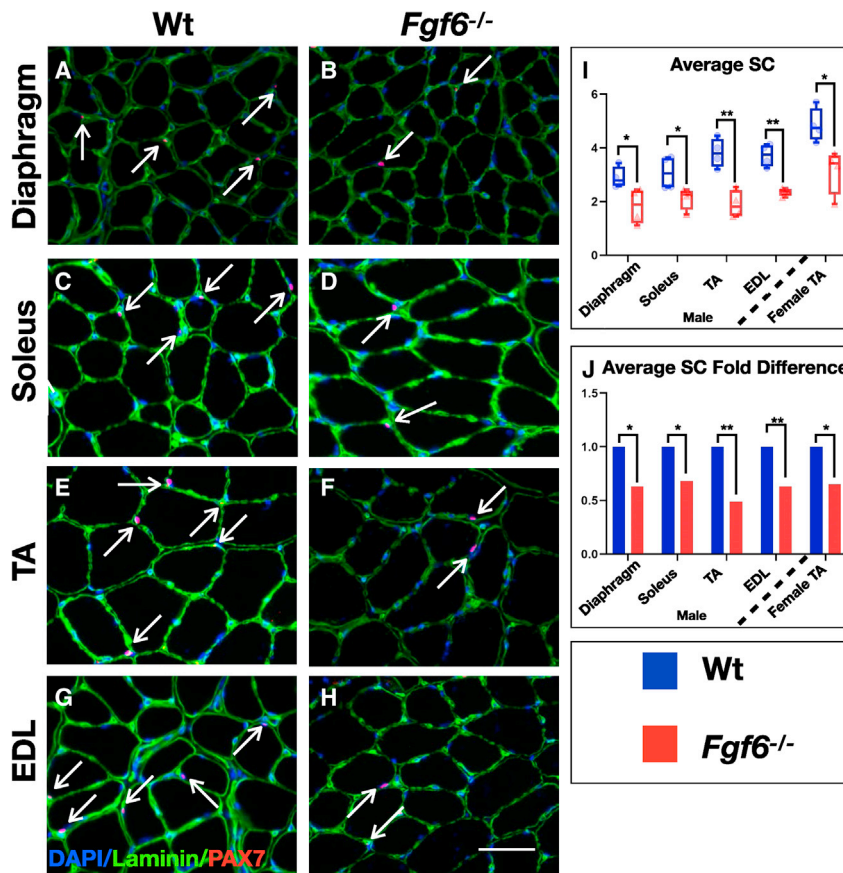 Wt
Fgf6-/-
Diaphragm
A
B
Soleus
C
D
TA
E
F
EDL
G
H
DAPI/Laminin/PAX7
I
Average SC
6
*
*
**
**
*
4
2
0
Diaphragm
Soleus
TA
EDL
Female TA
Male
J Average SC Fold Difference
1.5
*
*
**
**
*
1.0
0.5
0.0
Diaphragm
Soleus
TA
EDL
Female TA
Male
Wt
Fgf6-/-